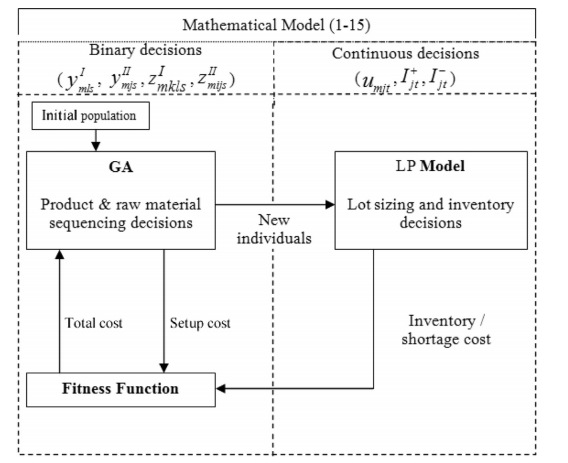 Mathematical Model (1-15)
Binary decisions
(y^I_mls, y^II_mjs, z^I_mkls, z^II_mijs)
Continuous decisions
(u_mjt, I^+_jt, I^-_jt)
Initial population
GA
Product & raw material
sequencing decisions
New
individuals
LP Model
Lot sizing and inventory
decisions
Total cost
Setup cost
Inventory /
shortage cost
Fitness Function